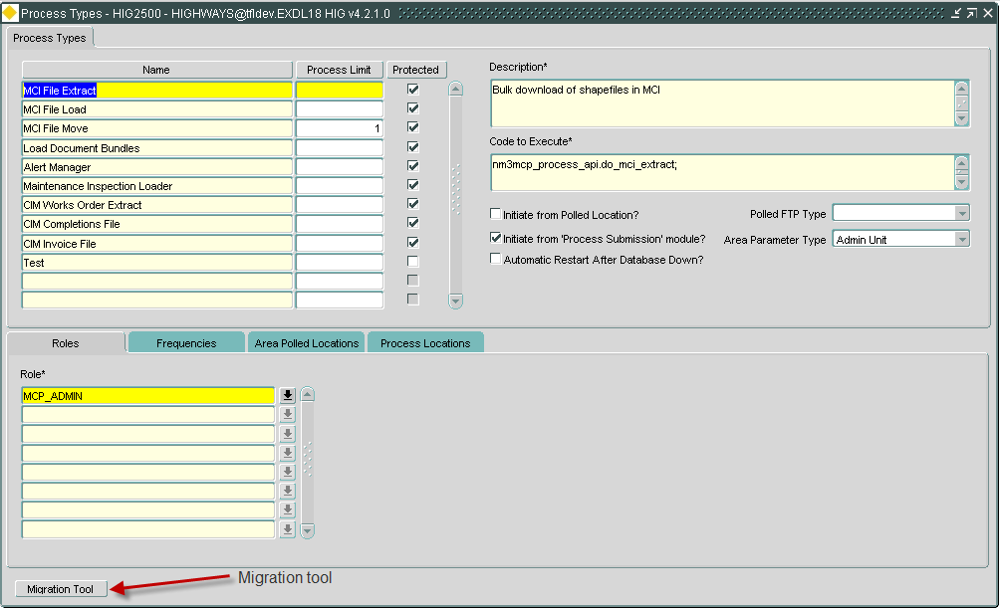 Process Types - HIG2500 - HIGHWAYS@tfldev.EXDL18 HIG v4.2.1.0
Process Types
Name Process Limit Protected
MCI File Extract
MCI File Load
MCI File Move 1
Load Document Bundles
Alert Manager
Maintenance Inspection Loader
CIM Works Order Extract
CIM Completions File
CIM Invoice File
Test
Description*
Bulk download of shapefiles in MCI
Code to Execute*
nm3mcp_process_api.do_mci_extract;
Initiate from Polled Location? Polled FTP Type
Initiate from 'Process Submission' module? Area Parameter Type Admin Unit
Automatic Restart After Database Down?
Roles Frequencies Area Polled Locations Process Locations
Role*
MCP_ADMIN
Migration Tool
Migration tool